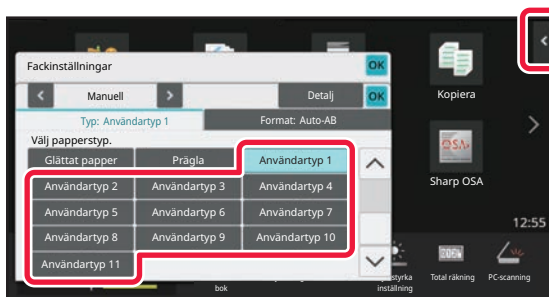 Fackinställningar
OK
Manuell
Detalj
OK
Typ: Användartyp 1
Format: Auto-AB
Välj papperstyp.
Glättat papper
Prägla
Användartyp 1
Användartyp 2
Användartyp 3
Användartyp 4
Användartyp 5
Användartyp 6
Användartyp 7
Användartyp 8
Användartyp 9
Användartyp 10
Användartyp 11
Kopiera
OSA
Sharp OSA
12:55
bok
styrka
inställning
Total räkning
PC-scanning